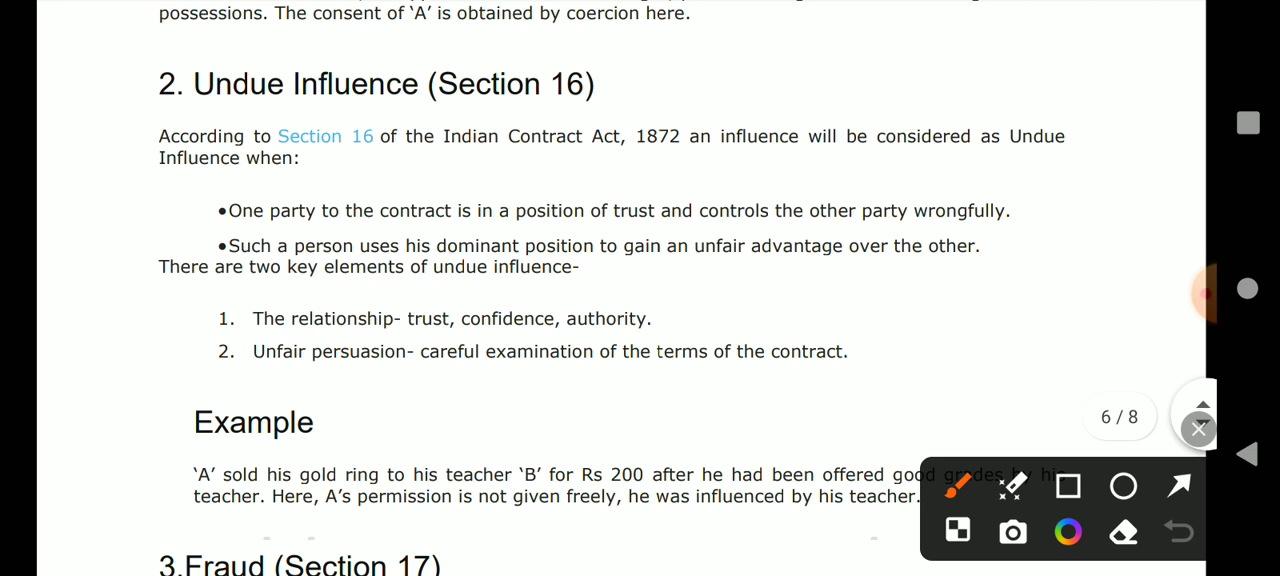 possessions. The consent of ‘A’ is obtained by coercion here.
2. Undue Influence (Section 16)
According to Section 16 of the Indian Contract Act, 1872 an influence will be considered as Undue
Influence when:
•One party to the contract is in a position of trust and controls the other party wrongfully.
•Such a person uses his dominant position to gain an unfair advantage over the other.
There are two key elements of undue influence-
1. The relationship- trust, confidence, authority.
2. Unfair persuasion- careful examination of the terms of the contract.
6 / 8
Example
‘A’ sold his gold ring to his teacher ‘B’ for Rs 200 after he had been offered good grades by his
teacher. Here, A’s permission is not given freely, he was influenced by his teacher.
3.Fraud (Section 17)